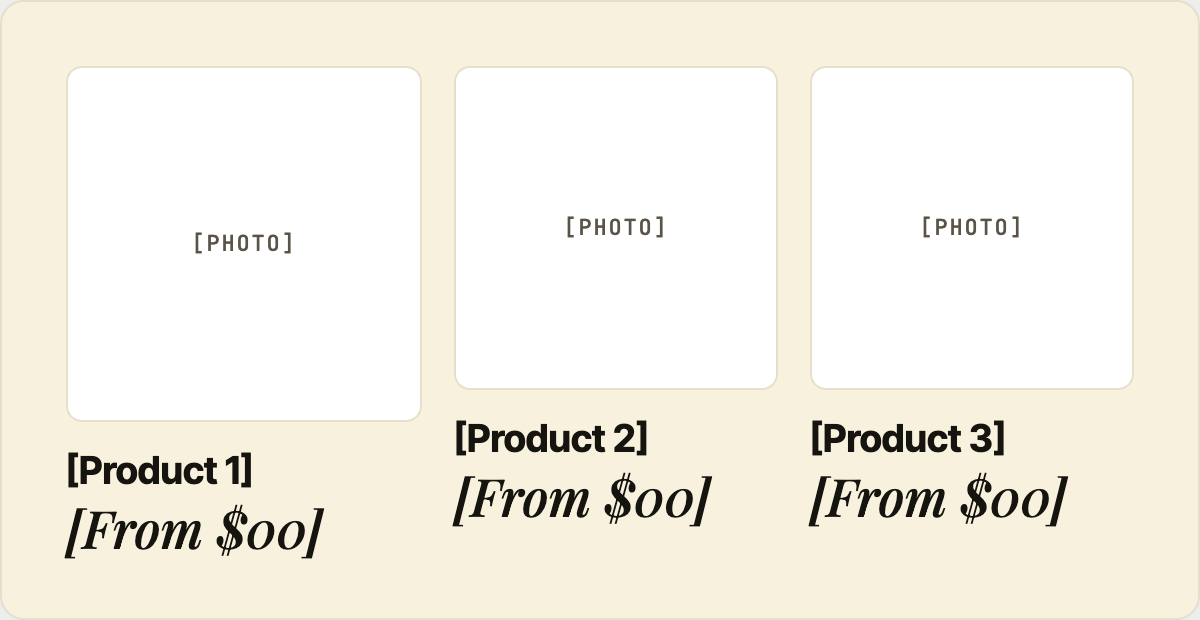 [PHOTO]
[Product 1]
[From $00]
[PHOTO]
[Product 2]
[From $00]
[PHOTO]
[Product 3]
[From $00]